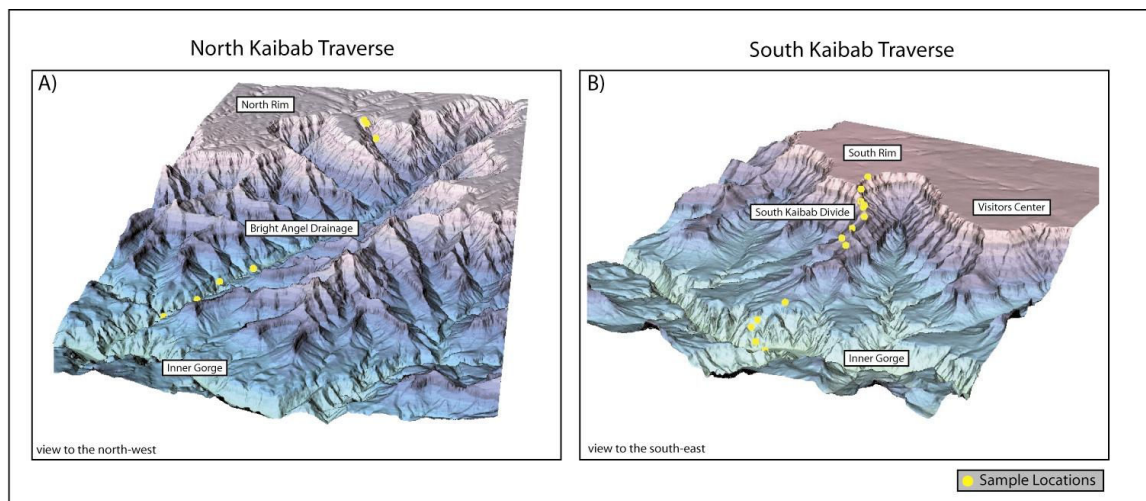 North Kaibab Traverse
A)
North Rim
Bright Angel Drainage
Inner Gorge
view to the north-west
South Kaibab Traverse
B)
South Rim
South Kaibab Divide
Visitors Center
Inner Gorge
view to the south-east
Sample Locations